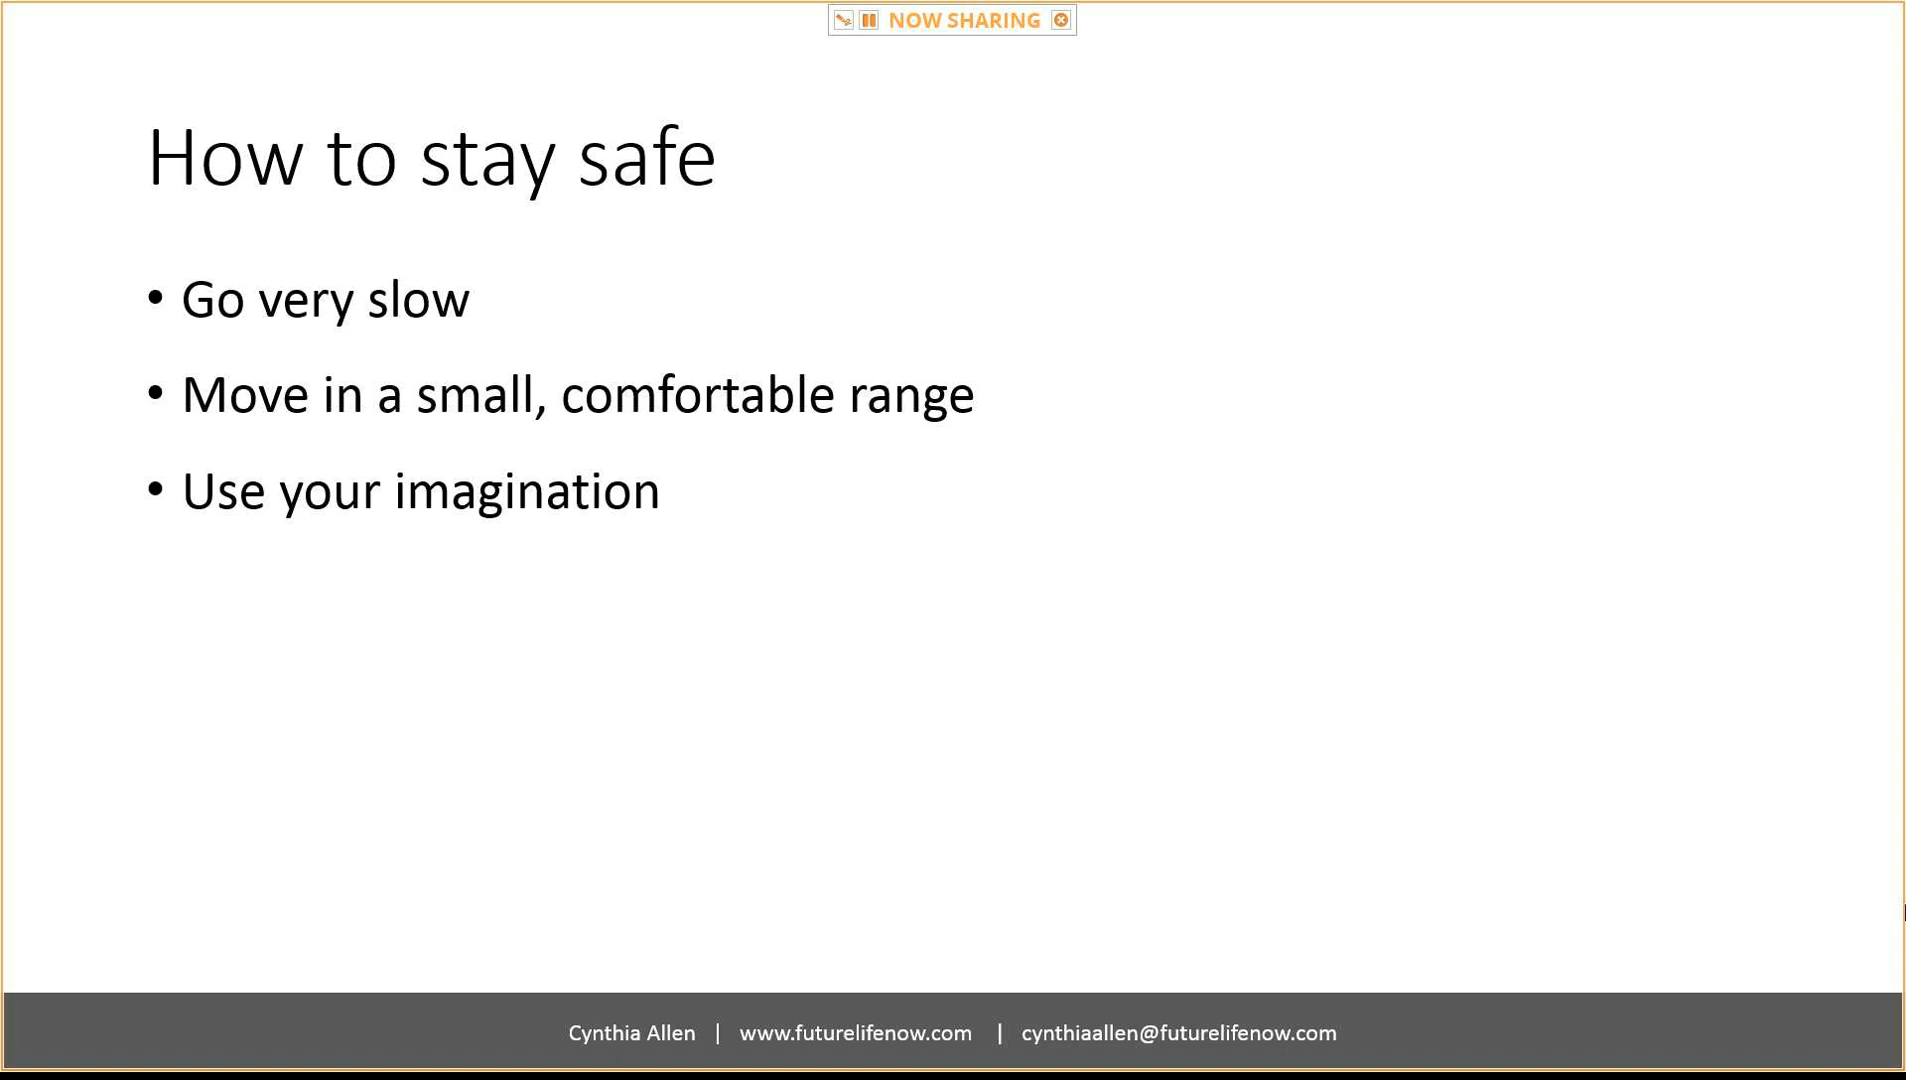 NOW SHARING
How to stay safe
• Go very slow
• Move in a small, comfortable range
• Use your imagination
Cynthia Allen | www.futurelifenow.com | cynthiaallen@futurelifenow.com